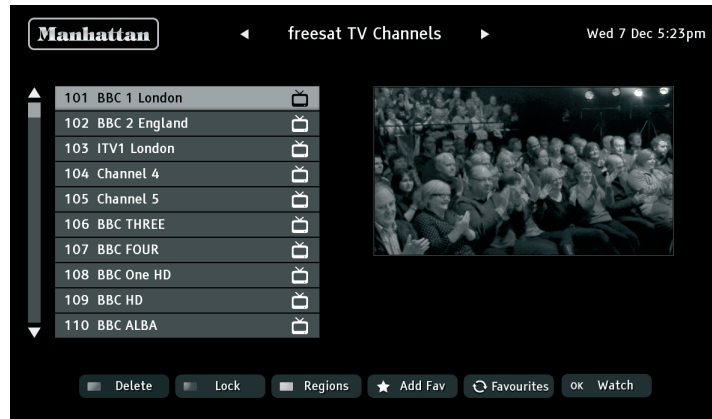 Manhattan
freesat TV Channels
Wed 7 Dec 5:23pm
101 BBC 1 London
102 BBC 2 England
103 ITV1 London
104 Channel 4
105 Channel 5
106 BBC THREE
107 BBC FOUR
108 BBC One HD
109 BBC HD
110 BBC ALBA
Delete Lock Regions Add Fav Favourites OK Watch